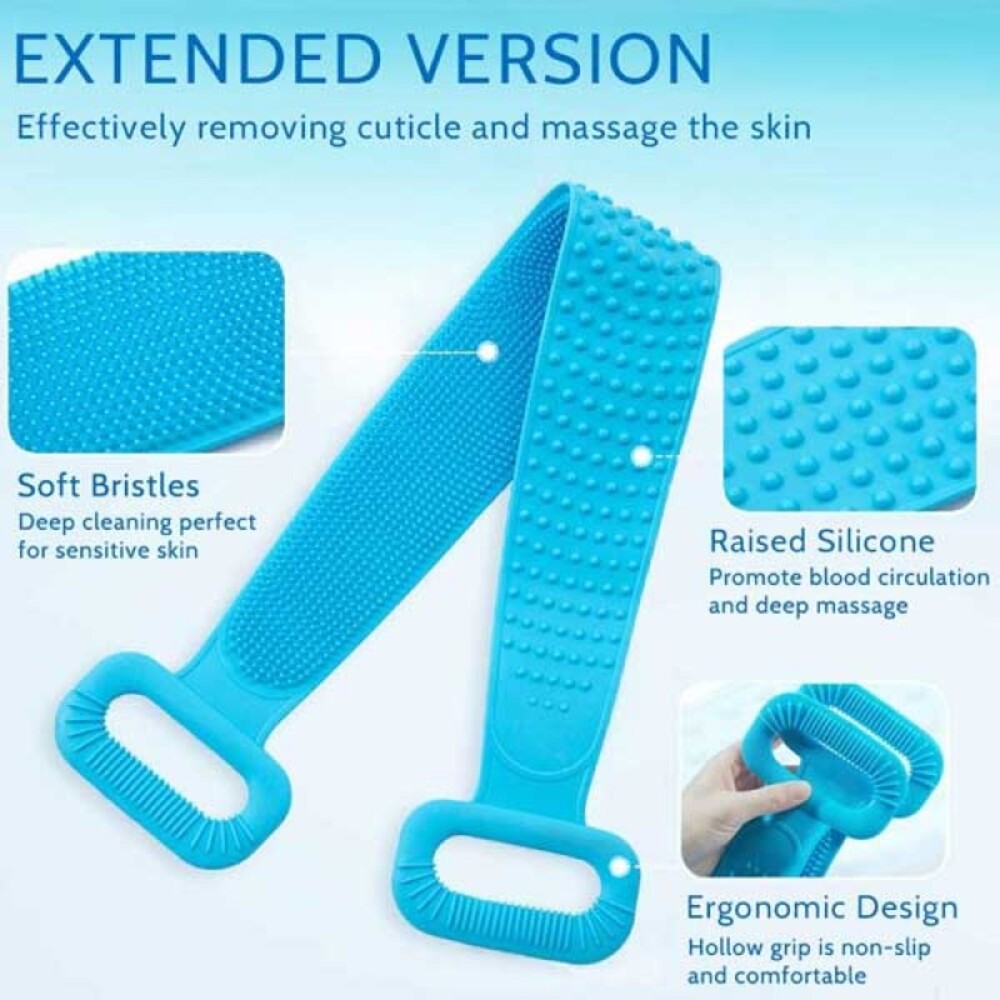 EXTENDED VERSION
Effectively removing cuticle and massage the skin
Soft Bristles
Deep cleaning perfect
for sensitive skin
Raised Silicone
Promote blood circulation
and deep massage
Ergonomic Design
Hollow grip is non-slip
and comfortable